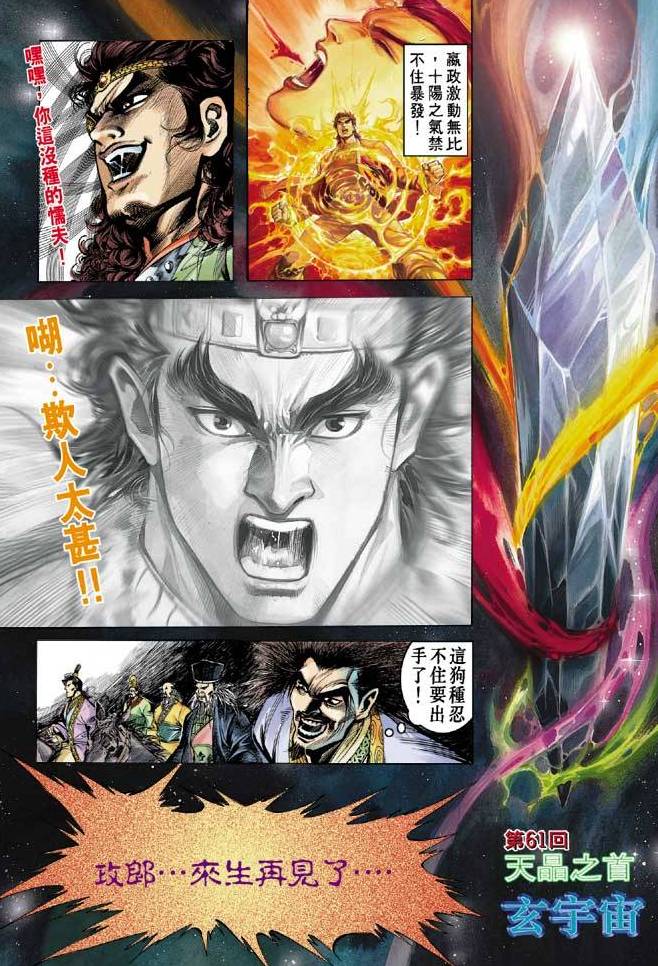 嬴政激動無比
，十陽之氣禁
不住暴發！
嘿嘿，你這沒種的懦夫！
嘝…欺人太甚!!
這狗種忍
不住要出
手了！
政郎…來生再見了‥‥
第61回
天晶之首
玄宇宙